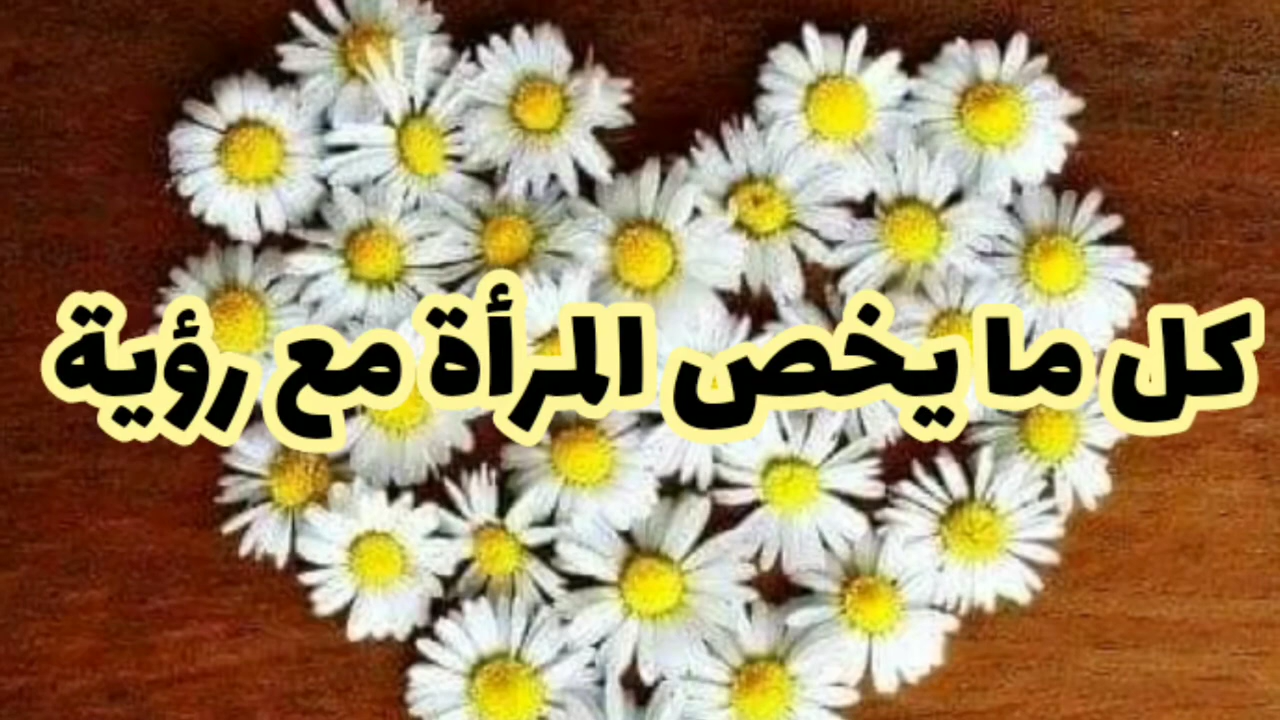 كل ما يخص المرأة مع رؤية